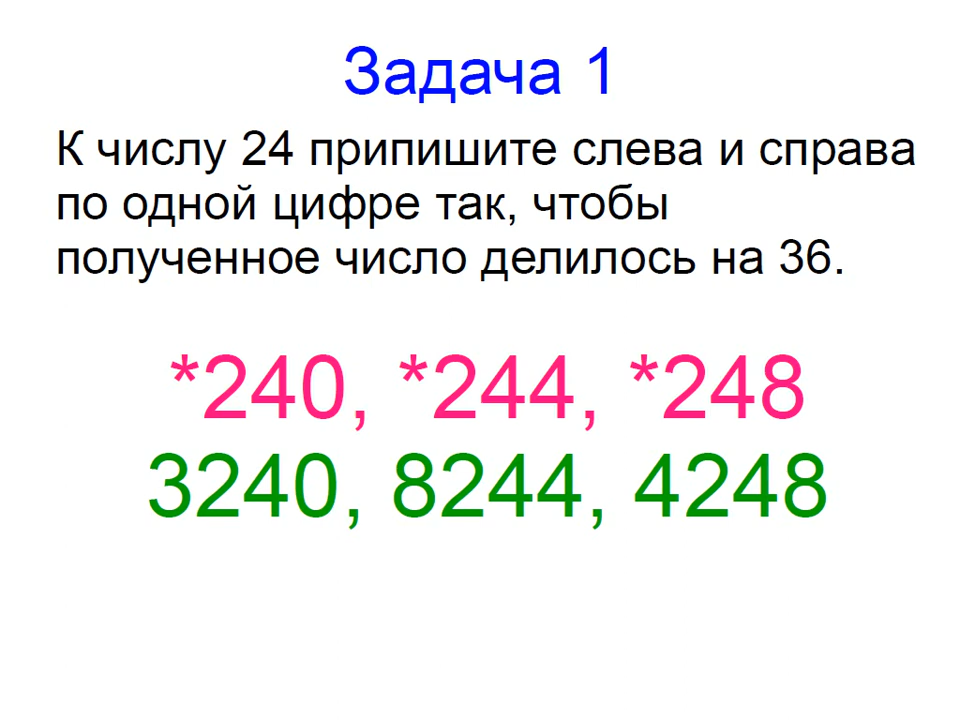 Задача 1
К числу 24 припишите слева и справа
по одной цифре так, чтобы
полученное число делилось на 36.
*240, *244, *248
3240, 8244, 4248